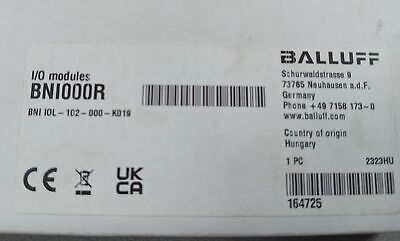 I/O modules
BNI000R
BNI IOL-102-000-K019
CE
UK
CA
BALLUFF
Schurwaldstrasse 9
73765 Neuhausen a.d.F.
Germany
Phone +49 7158 173-0
www.balluff.com
Country of origin
Hungary
1 PC 2323HU
164725